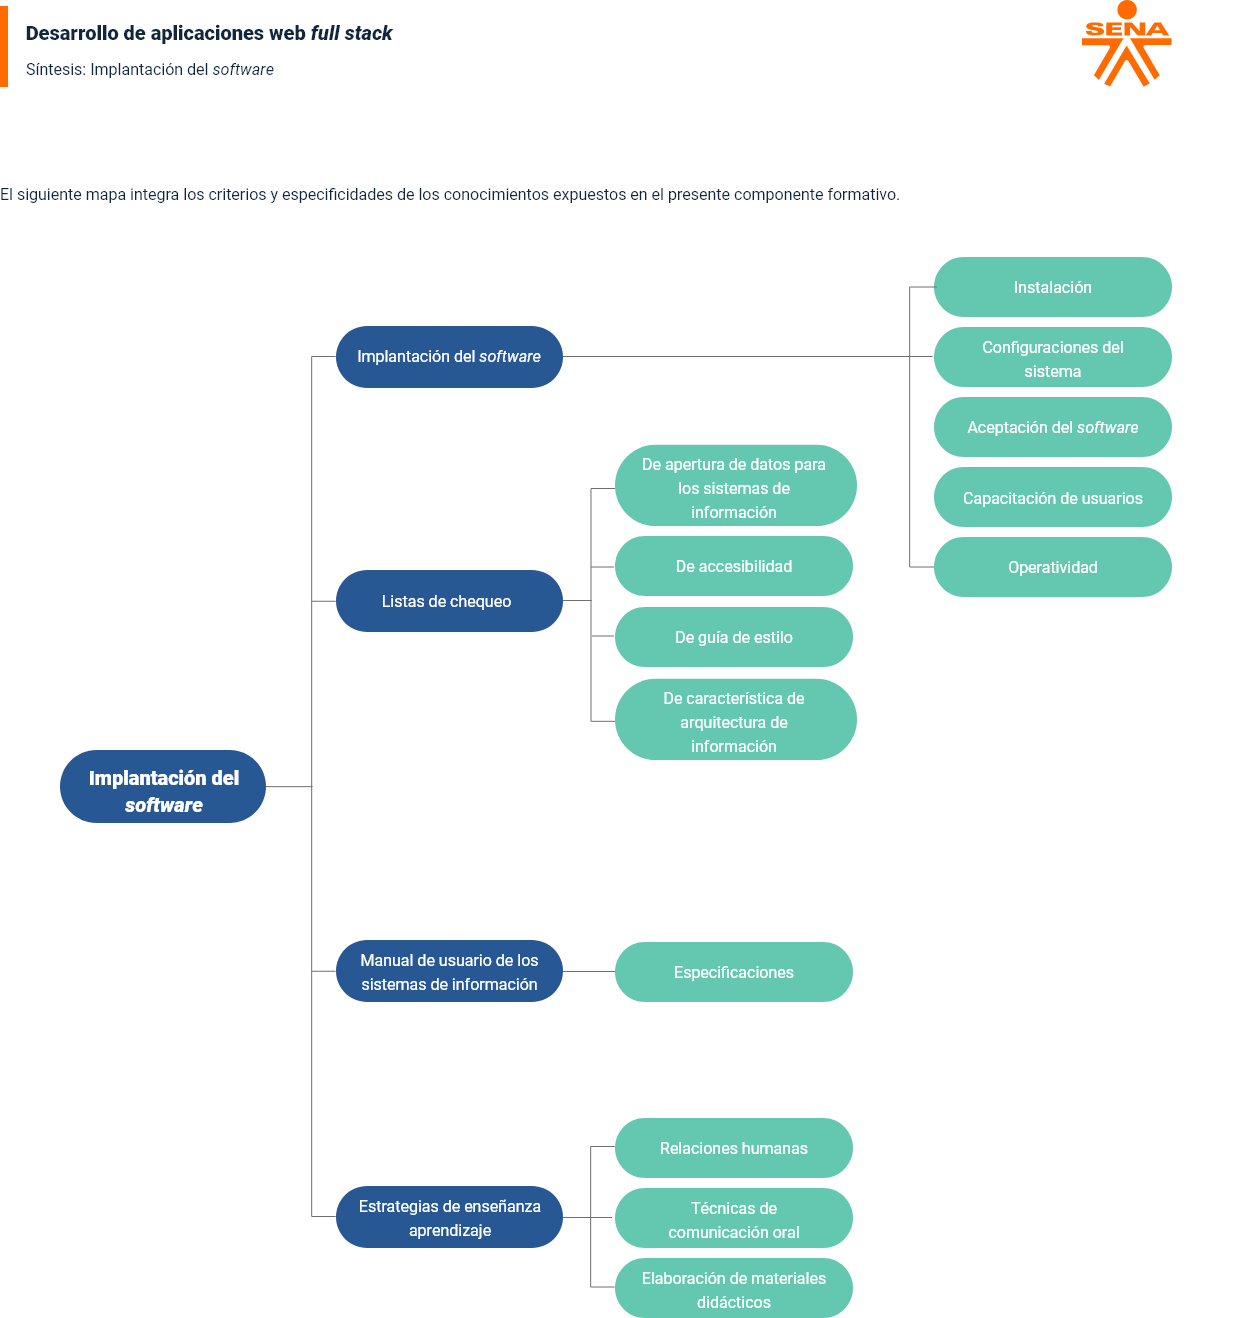 Desarrollo de aplicaciones web full stack
SENA
Síntesis: Implantación del software
El siguiente mapa integra los criterios y especificidades de los conocimientos expuestos en el presente componente formativo.
Implantación del
software
Implantación del software
Instalación
Configuraciones del
sistema
Aceptación del software
Capacitación de usuarios
Operatividad
Listas de chequeo
De apertura de datos para
los sistemas de
información
De accesibilidad
De guía de estilo
De característica de
arquitectura de
información
Manual de usuario de los
sistemas de información
Especificaciones
Estrategias de enseñanza
aprendizaje
Relaciones humanas
Técnicas de
comunicación oral
Elaboración de materiales
didácticos